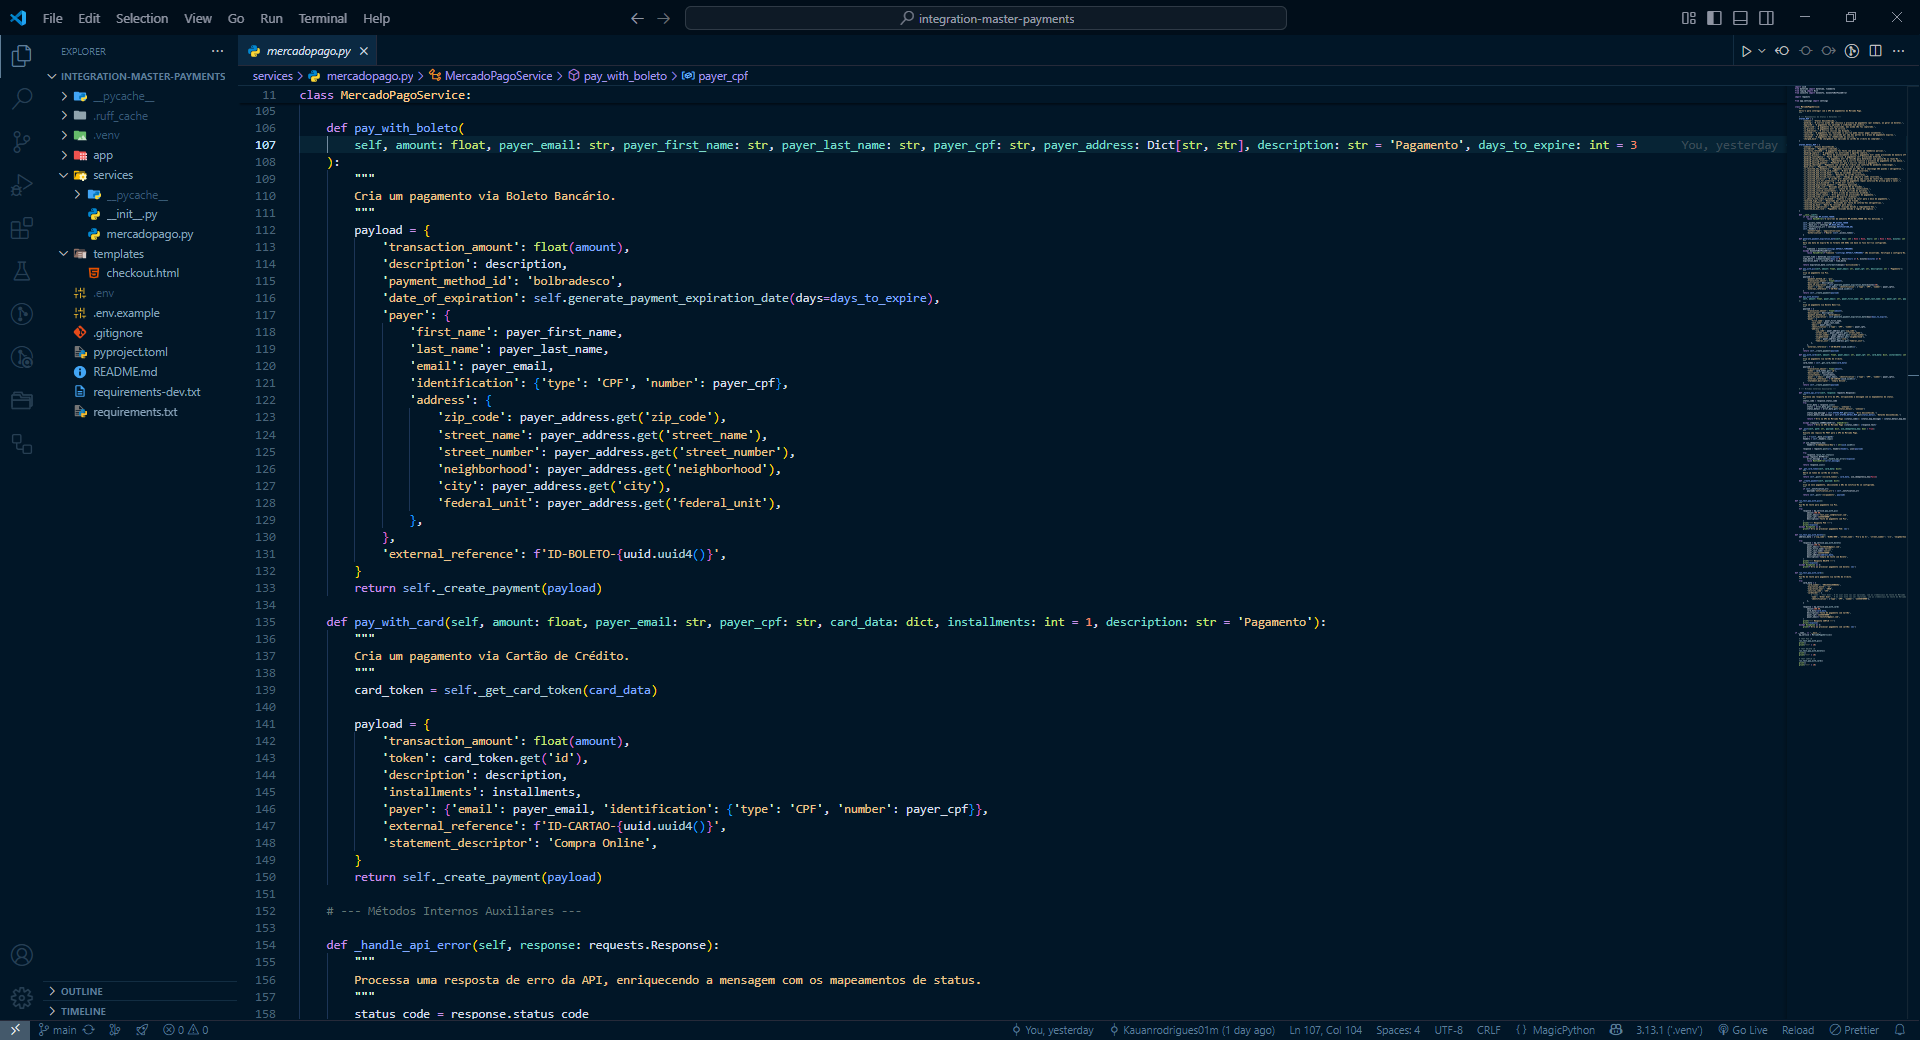 File Edit Selection View Go Run Terminal Help
integration-master-payments
EXPLORER
INTEGRATION-MASTER-PAYMENTS
__pycache__
.ruff_cache
.venv
app
services
__pycache__
__init__.py
mercadopago.py
templates
checkout.html
.env
.env.example
.gitignore
pyproject.toml
README.md
requirements-dev.txt
requirements.txt
OUTLINE
TIMELINE
mercadopago.py
services > mercadopago.py > MercadoPagoService > pay_with_boleto > payer_cpf
11 class MercadoPagoService:
105
106 def pay_with_boleto(
107 self, amount: float, payer_email: str, payer_first_name: str, payer_last_name: str, payer_cpf: str, payer_address: Dict[str, str], description: str = 'Pagamento', days_to_expire: int = 3 You, yesterday
108 ):
109 """
110 Cria um pagamento via Boleto Bancário.
111 """
112 payload = {
113 'transaction_amount': float(amount),
114 'description': description,
115 'payment_method_id': 'bolbradesco',
116 'date_of_expiration': self.generate_payment_expiration_date(days=days_to_expire),
117 'payer': {
118 'first_name': payer_first_name,
119 'last_name': payer_last_name,
120 'email': payer_email,
121 'identification': {'type': 'CPF', 'number': payer_cpf},
122 'address': {
123 'zip_code': payer_address.get('zip_code'),
124 'street_name': payer_address.get('street_name'),
125 'street_number': payer_address.get('street_number'),
126 'neighborhood': payer_address.get('neighborhood'),
127 'city': payer_address.get('city'),
128 'federal_unit': payer_address.get('federal_unit'),
129 },
130 },
131 'external_reference': f'ID-BOLETO-{uuid.uuid4()}',
132 }
133 return self._create_payment(payload)
134
135 def pay_with_card(self, amount: float, payer_email: str, payer_cpf: str, card_data: dict, installments: int = 1, description: str = 'Pagamento'):
136 """
137 Cria um pagamento via Cartão de Crédito.
138 """
139 card_token = self._get_card_token(card_data)
140
141 payload = {
142 'transaction_amount': float(amount),
143 'token': card_token.get('id'),
144 'description': description,
145 'installments': installments,
146 'payer': {'email': payer_email, 'identification': {'type': 'CPF', 'number': payer_cpf}},
147 'external_reference': f'ID-CARTAO-{uuid.uuid4()}',
148 'statement_descriptor': 'Compra Online',
149 }
150 return self._create_payment(payload)
151
152 # --- Métodos Internos Auxiliares ---
153
154 def _handle_api_error(self, response: requests.Response):
155 """
156 Processa uma resposta de erro da API, enriquecendo a mensagem com os mapeamentos de status.
157 """
158 status_code = response.status_code
main 0 0 You, yesterday Kauanrodrigues01m (1 day ago) Ln 107, Col 104 Spaces: 4 UTF-8 CRLF { } MagicPython 3.13.1 ('.venv') Go Live Reload Prettier